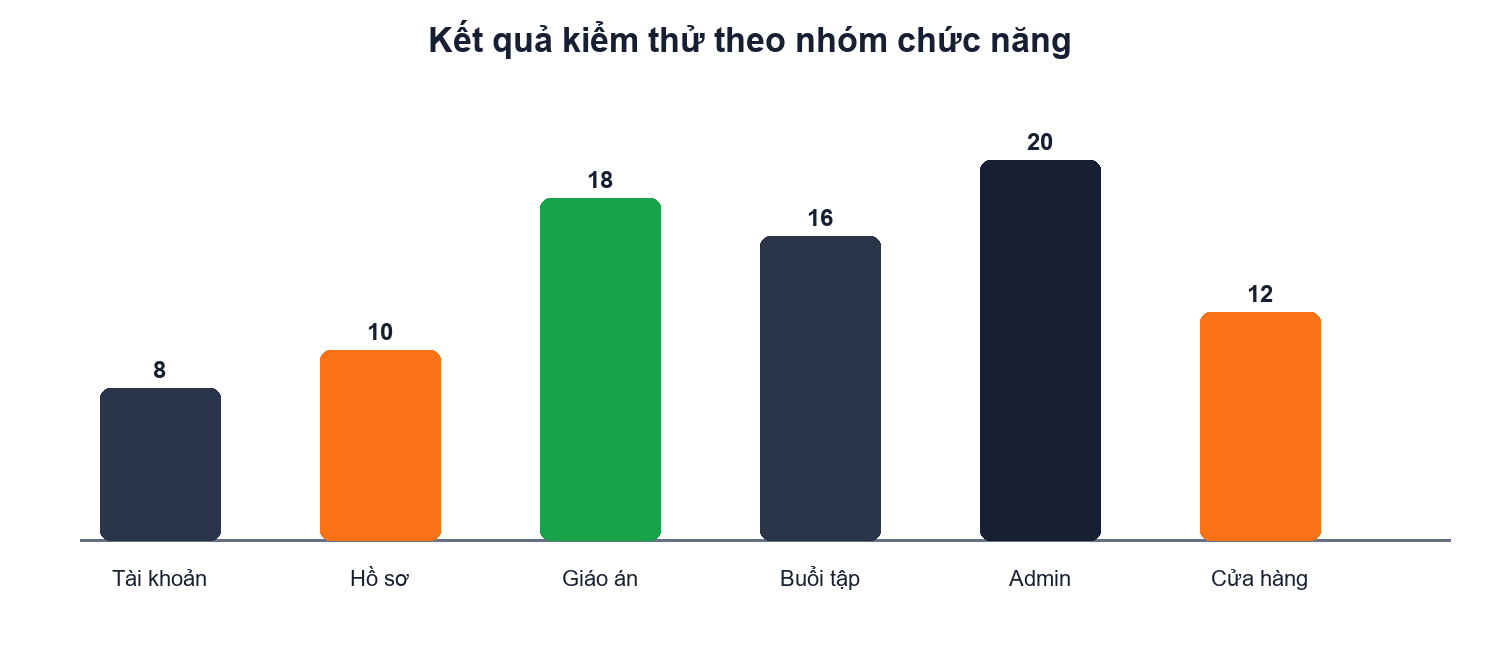 Kết quả kiểm thử theo nhóm chức năng
20
18
16
12
10
8
Tài khoản
Hồ sơ
Giáo án
Buổi tập
Admin
Cửa hàng